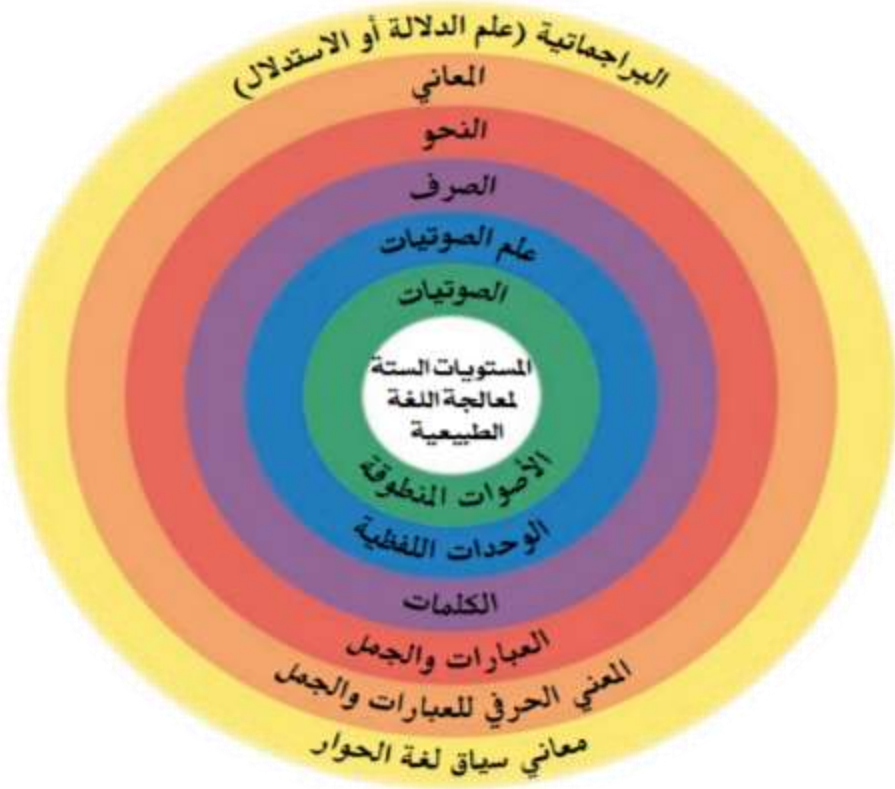 البراجماتية (علم الدلالة أو الاستدلال)
المعاني
النحو
الصرف
علم الصوتيات
الصوتيات
المستويات الستة
لمعالجة اللغة
الطبيعية
الأصوات المنطوقة
الوحدات اللفظية
الكلمات
العبارات والجمل
المعني الحرفي للعبارات والجمل
معاني سياق لغة الحوار